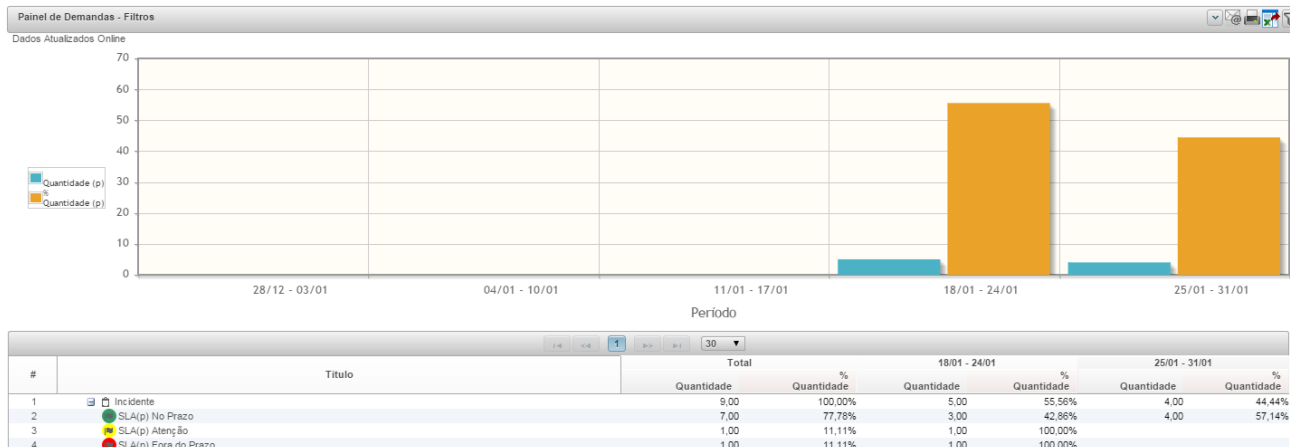 Painel de Demandas - Filtros
Dados Atualizados Online
70
60
50
40
30
20
10
0
Quantidade (p)
%
Quantidade (p)
28/12 - 03/01 04/01 - 10/01 11/01 - 17/01 18/01 - 24/01 25/01 - 31/01
Período
1 30
# Título Total 18/01 - 24/01 25/01 - 31/01
Quantidade % Quantidade Quantidade % Quantidade Quantidade % Quantidade
1 Incidente 9,00 100,00% 5,00 55,56% 4,00 44,44%
2 SLA(p) No Prazo 7,00 77,78% 3,00 42,86% 4,00 57,14%
3 SLA(p) Atenção 1,00 11,11% 1,00 100,00%
4 SLA(p) Fora do Prazo 1,00 11,11% 1,00 100,00%